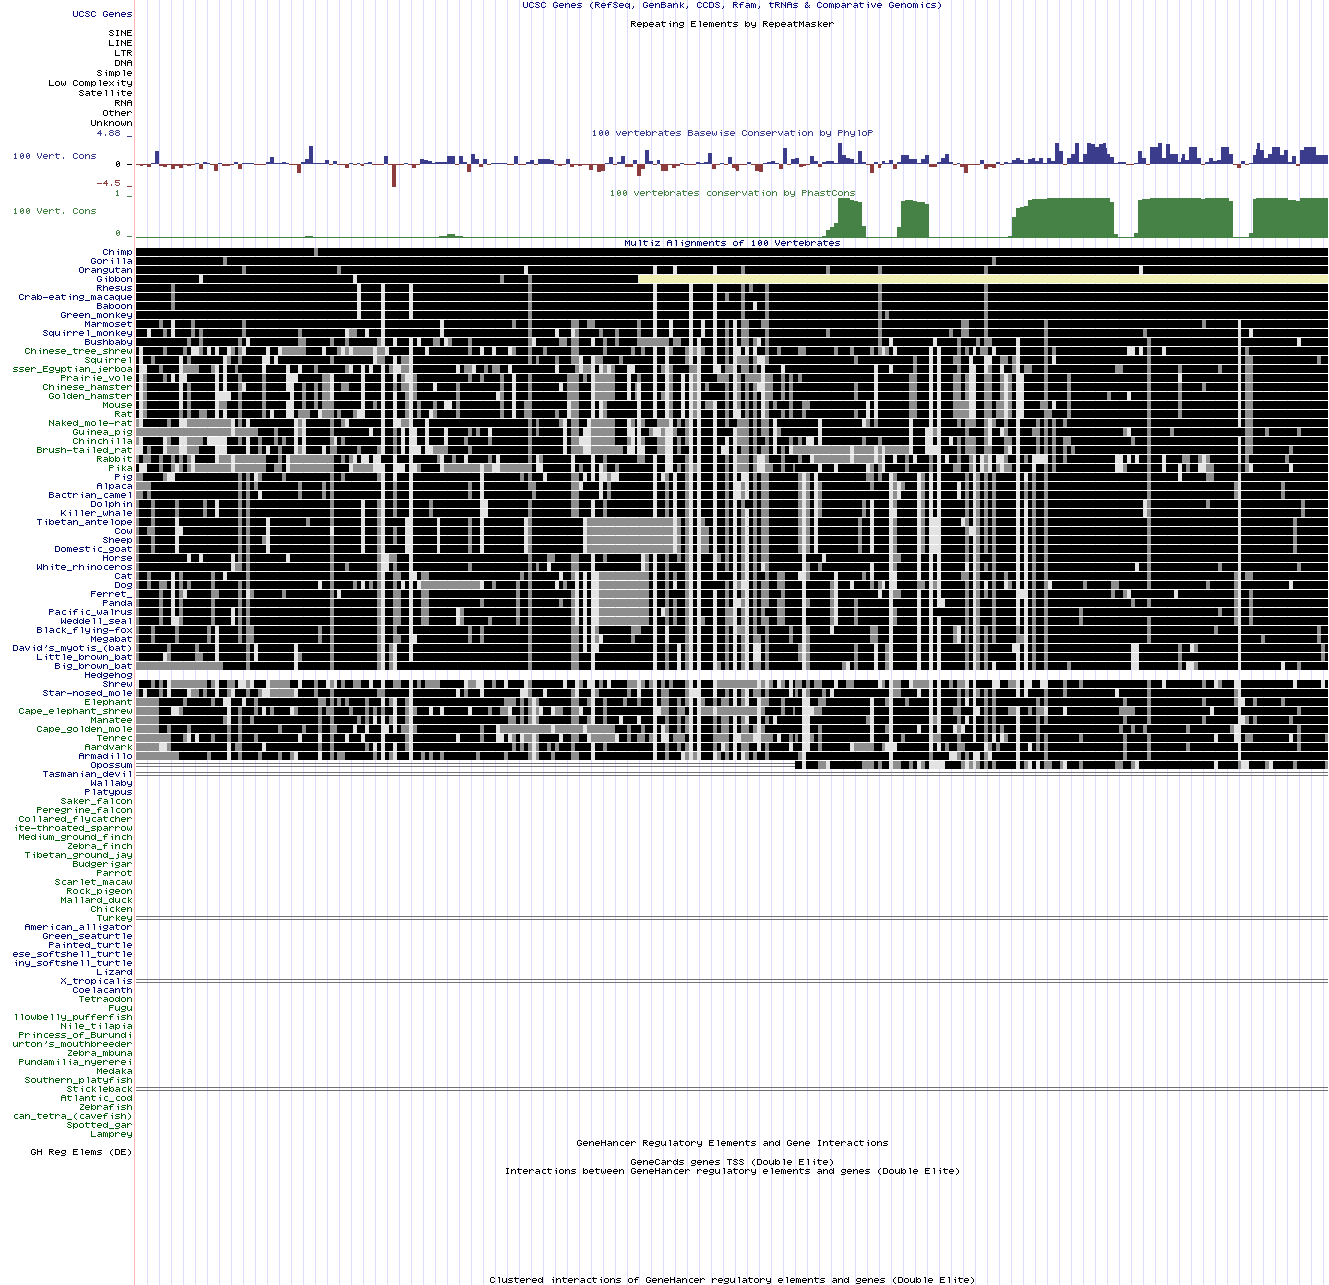 UCSC Genes (RefSeq, GenBank, CCDS, Rfam, tRNAs & Comparative Genomics)
UCSC Genes
Repeating Elements by RepeatMasker
SINE
LINE
LTR
DNA
Simple
Low Complexity
Satellite
RNA
Other
Unknown
100 vertebrates Basewise Conservation by PhyloP
4.88 _
100 Vert. Cons
0 -
-4.5 _
100 vertebrates conservation by PhastCons
1 _
100 Vert. Cons
0 _
Multiz Alignments of 100 Vertebrates
Chimp
Gorilla
Orangutan
Gibbon
Rhesus
Crab-eating_macaque
Baboon
Green_monkey
Marmoset
Squirrel_monkey
Bushbaby
Chinese_tree_shrew
Squirrel
sser_Egyptian_jerboa
Prairie_vole
Chinese_hamster
Golden_hamster
Mouse
Rat
Naked_mole-rat
Guinea_pig
Chinchilla
Brush-tailed_rat
Rabbit
Pika
Pig
Alpaca
Bactrian_camel
Dolphin
Killer_whale
Tibetan_antelope
Cow
Sheep
Domestic_goat
Horse
White_rhinoceros
Cat
Dog
Ferret_
Panda
Pacific_walrus
Weddell_seal
Black_flying-fox
Megabat
David's_myotis_(bat)
Little_brown_bat
Big_brown_bat
Hedgehog
Shrew
Star-nosed_mole
Elephant
Cape_elephant_shrew
Manatee
Cape_golden_mole
Tenrec
Aardvark
Armadillo
Opossum
Tasmanian_devil
Wallaby
Platypus
Saker_falcon
Peregrine_falcon
Collared_flycatcher
ite-throated_sparrow
Medium_ground_finch
Zebra_finch
Tibetan_ground_jay
Budgerigar
Parrot
Scarlet_macaw
Rock_pigeon
Mallard_duck
Chicken
Turkey
American_alligator
Green_seaturtle
Painted_turtle
ese_softshell_turtle
iny_softshell_turtle
Lizard
X_tropicalis
Coelacanth
Tetraodon
Fugu
llowbelly_pufferfish
Nile_tilapia
Princess_of_Burundi
urton's_mouthbreeder
Zebra_mbuna
Pundamilia_nyererei
Medaka
Southern_platyfish
Stickleback
Atlantic_cod
Zebrafish
can_tetra_(cavefish)
Spotted_gar
Lamprey
GeneHancer Regulatory Elements and Gene Interactions
GH Reg Elems (DE)
GeneCards genes TSS (Double Elite)
Interactions between GeneHancer regulatory elements and genes (Double Elite)
Clustered interactions of GeneHancer regulatory elements and genes (Double Elite)